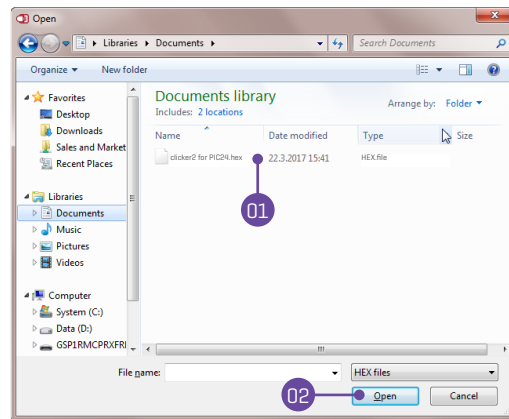 Open
Libraries Documents
Search Documents
Organize New folder
Favorites
Desktop
Downloads
Sales and Market
Recent Places
Libraries
Documents
Music
Pictures
Videos
Computer
System (C:)
Data (D:)
GSP1RMCPRXFRI
Documents library
Includes: 2 locations
Arrange by: Folder
Name Date modified Type Size
clicker2 for PIC24.hex 22.3.2017 15:41 HEX.file
01
File name: HEX files
02
Open Cancel